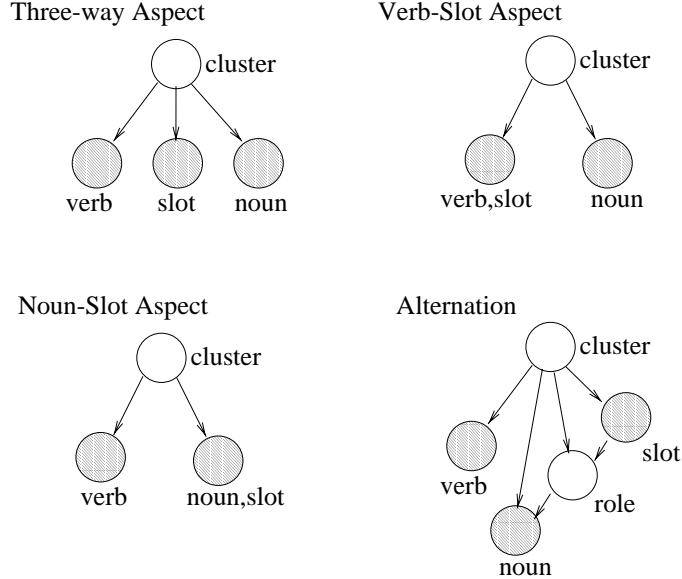 Three-way Aspect
cluster
verb
slot
noun
Verb-Slot Aspect
cluster
verb,slot
noun
Noun-Slot Aspect
cluster
verb
noun,slot
Alternation
cluster
slot
verb
role
noun